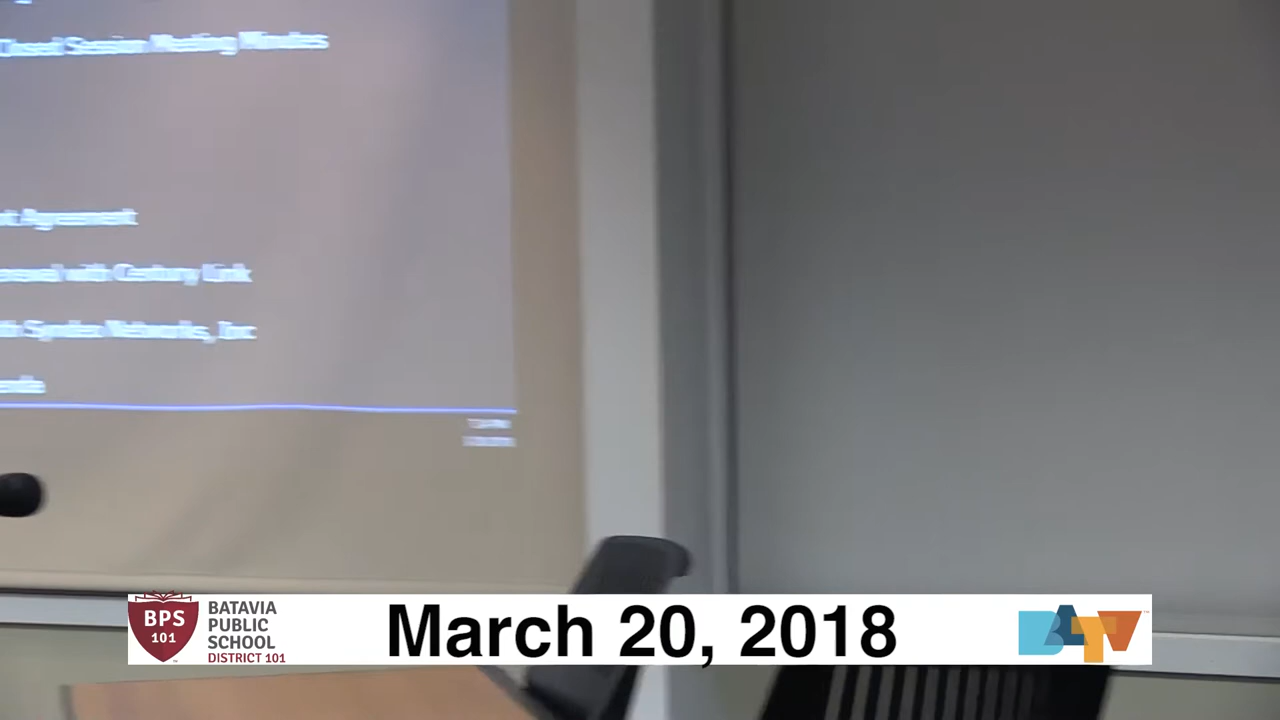 Closed Session Meeting Minutes
Agreement
with Century Link
Networks, Inc
BPS
101
BATAVIA
PUBLIC
SCHOOL
DISTRICT 101
March 20, 2018
BATV